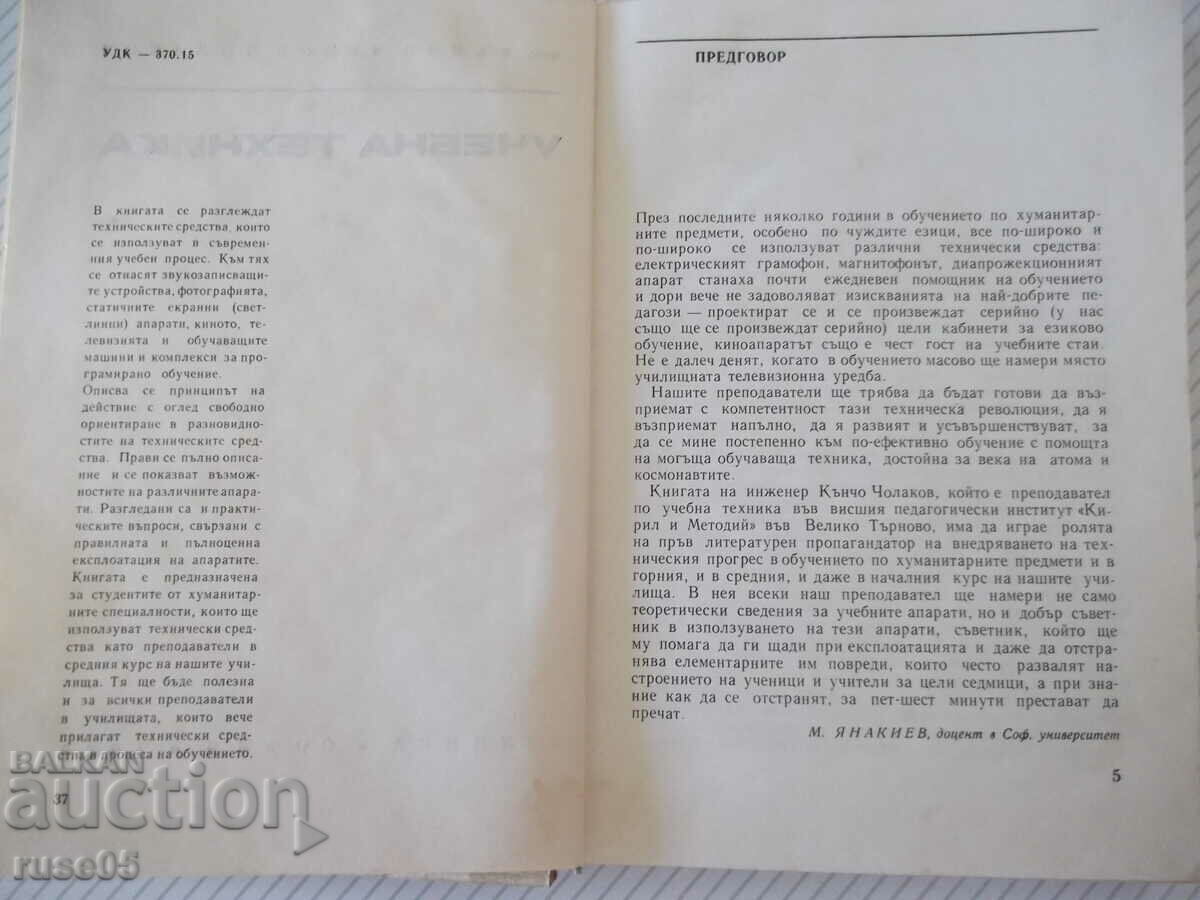 УДК — 370.15
УЧЕБНА ТЕХНИКА
В книгата се разглеждат
техническите средства, които
се използуват в съвремен-
ния учебен процес. Към тях
се отнасят звукозаписващи-
те устройства, фотографията,
статичните екранни (свет-
линни) апарати, киното, те-
левизията и обучаващите
машини и комплекси за про-
грамирано обучение.
Описва се принципът на
действие с оглед свободно
ориентиране в разновидно-
стите на техническите сред-
ства. Прави се пълно описа-
ние и се показват възмож-
ностите на различните апара-
ти. Разгледани са и практи-
ческите въпроси, свързани с
правилната и пълноценна
експлоатация на апаратите.
Книгата е предназначена
за студентите от хуманитар-
ните специалности, които ще
използуват технически сред-
ства като преподаватели в
средния курс на нашите учи-
лища. Тя ще бъде полезна
и за всички преподаватели
в училищата, които вече
прилагат технически сред-
ства в процеса на обучението.
37
ПРЕДГОВОР
През последните няколко години в обучението по хуманитар-
ните предмети, особено по чуждите езици, все по-широко и
по-широко се използуват различни технически средства:
електрическият грамофон, магнитофонът, диапрожекционният
апарат станаха почти ежедневен помощник на обучението
и дори вече не задоволяват изискванията на най-добрите пе-
дагози — проектират се и се произвеждат серийно (у нас
също ще се произвеждат серийно) цели кабинети за езиково
обучение, киноапаратът също е чест гост на учебните стаи.
Не е далеч денят, когато в обучението масово ще намери място
училищната телевизионна уредба.
Нашите преподаватели ще трябва да бъдат готови да въз-
приемат с компетентност тази техническа революция, да я
възприемат напълно, да я развият и усъвършенствуват, за
да се мине постепенно към по-ефективно обучение с помощта
на могъща обучаваща техника, достойна за века на атома и
космонавтите.
Книгата на инженер Кънчо Чолаков, който е преподавател
по учебна техника във висшия педагогически институт «Ки-
рил и Методий» във Велико Търново, има да играе ролята
на пръв литературен пропагандатор на внедряването на тех-
ническия прогрес в обучението по хуманитарните предмети и в
горния, и в средния, и даже в началния курс на нашите учи-
лища. В нея всеки наш преподавател ще намери не само
теоретически сведения за учебните апарати, но и добър съвет-
ник в използуването на тези апарати, съветник, който ще
му помага да ги щади при експлоатацията и даже да отстра-
нява елементарните им повреди, които често развалят на-
строението на ученици и учители за цели седмици, а при зна-
ние как да се отстранят, за пет-шест минути престават да
пречат.
М. ЯНАКИЕВ, доцент в Соф. университет
5
БАЛКАН
auction
ruse05